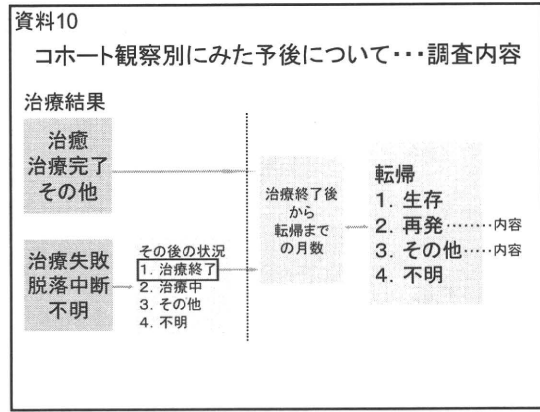 資料10
コホート観察別にみた予後について・・・調査内容
治療結果
治癒
治療完了
その他
治療失敗
脱落中断
不明
その後の状況
1. 治療終了
2. 治療中
3. その他
4. 不明
治療終了後
から
転帰まで
の月数
転帰
1. 生存
2. 再発………内容
3. その他……内容
4. 不明